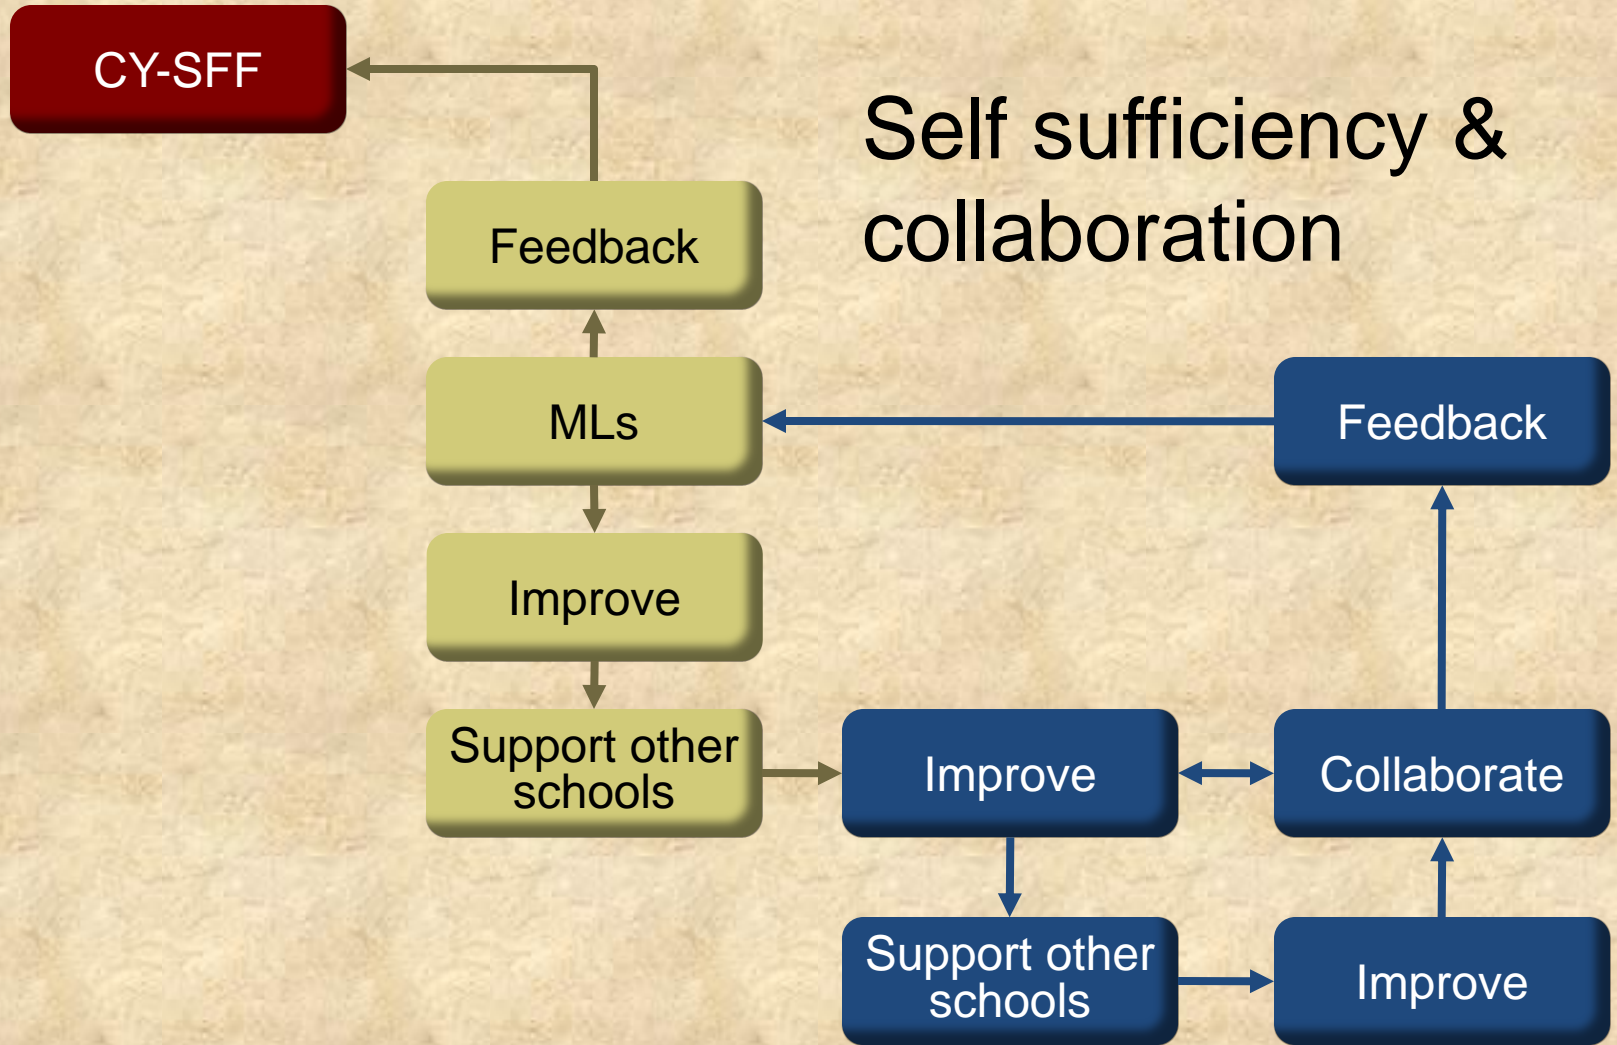 CY-SFF
Self sufficiency &
collaboration
Feedback
MLs
Feedback
Improve
Support other
schools
Improve
Collaborate
Support other
schools
Improve